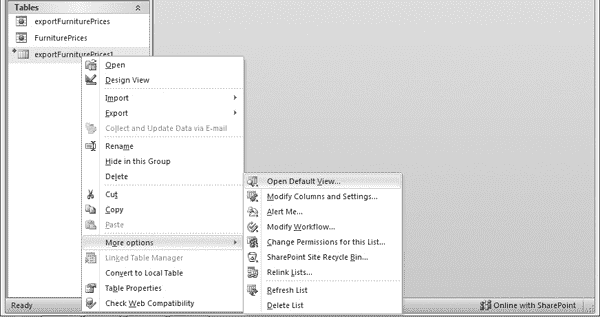 Tables
exportFurniturePrices
FurniturePrices
exportFurniturePrices1
Open
Design View
Import
Export
Collect and Update Data via E-mail
Rename
Hide in this Group
Delete
Cut
Copy
Paste
More options
Linked Table Manager
Convert to Local Table
Table Properties
Check Web Compatibility
Open Default View...
Modify Columns and Settings...
Alert Me...
Modify Workflow...
Change Permissions for this List...
SharePoint Site Recycle Bin...
Relink Lists...
Refresh List
Delete List
Ready
Online with SharePoint